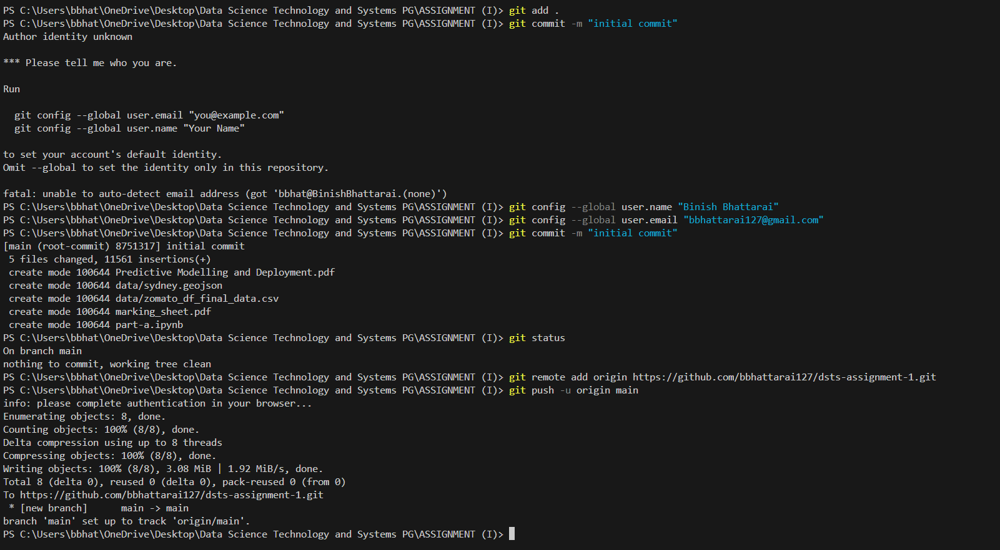 PS C:\Users\bbhat\OneDrive\Desktop\Data Science Technology and Systems PG\ASSIGNMENT (I)> git add .
PS C:\Users\bbhat\OneDrive\Desktop\Data Science Technology and Systems PG\ASSIGNMENT (I)> git commit -m "initial commit"
Author identity unknown
*** Please tell me who you are.
Run
git config --global user.email "you@example.com"
git config --global user.name "Your Name"
to set your account's default identity.
Omit --global to set the identity only in this repository.
fatal: unable to auto-detect email address (got 'bbhat@BinishBhattarai.(none)')
PS C:\Users\bbhat\OneDrive\Desktop\Data Science Technology and Systems PG\ASSIGNMENT (I)> git config --global user.name "Binish Bhattarai"
PS C:\Users\bbhat\OneDrive\Desktop\Data Science Technology and Systems PG\ASSIGNMENT (I)> git config --global user.email "bbhattarai127@gmail.com"
PS C:\Users\bbhat\OneDrive\Desktop\Data Science Technology and Systems PG\ASSIGNMENT (I)> git commit -m "initial commit"
[main (root-commit) 8751317] initial commit
5 files changed, 11561 insertions(+)
create mode 100644 Predictive Modelling and Deployment.pdf
create mode 100644 data/sydney.geojson
create mode 100644 data/zomato_df_final_data.csv
create mode 100644 marking_sheet.pdf
create mode 100644 part-a.ipynb
PS C:\Users\bbhat\OneDrive\Desktop\Data Science Technology and Systems PG\ASSIGNMENT (I)> git status
On branch main
nothing to commit, working tree clean
PS C:\Users\bbhat\OneDrive\Desktop\Data Science Technology and Systems PG\ASSIGNMENT (I)> git remote add origin https://github.com/bbhattarai127/dsts-assignment-1.git
PS C:\Users\bbhat\OneDrive\Desktop\Data Science Technology and Systems PG\ASSIGNMENT (I)> git push -u origin main
info: please complete authentication in your browser...
Enumerating objects: 8, done.
Counting objects: 100% (8/8), done.
Delta compression using up to 8 threads
Compressing objects: 100% (8/8), done.
Writing objects: 100% (8/8), 3.08 MiB | 1.92 MiB/s, done.
Total 8 (delta 0), reused 0 (delta 0), pack-reused 0 (from 0)
To https://github.com/bbhattarai127/dsts-assignment-1.git
* [new branch]      main -> main
branch 'main' set up to track 'origin/main'.
PS C:\Users\bbhat\OneDrive\Desktop\Data Science Technology and Systems PG\ASSIGNMENT (I)>